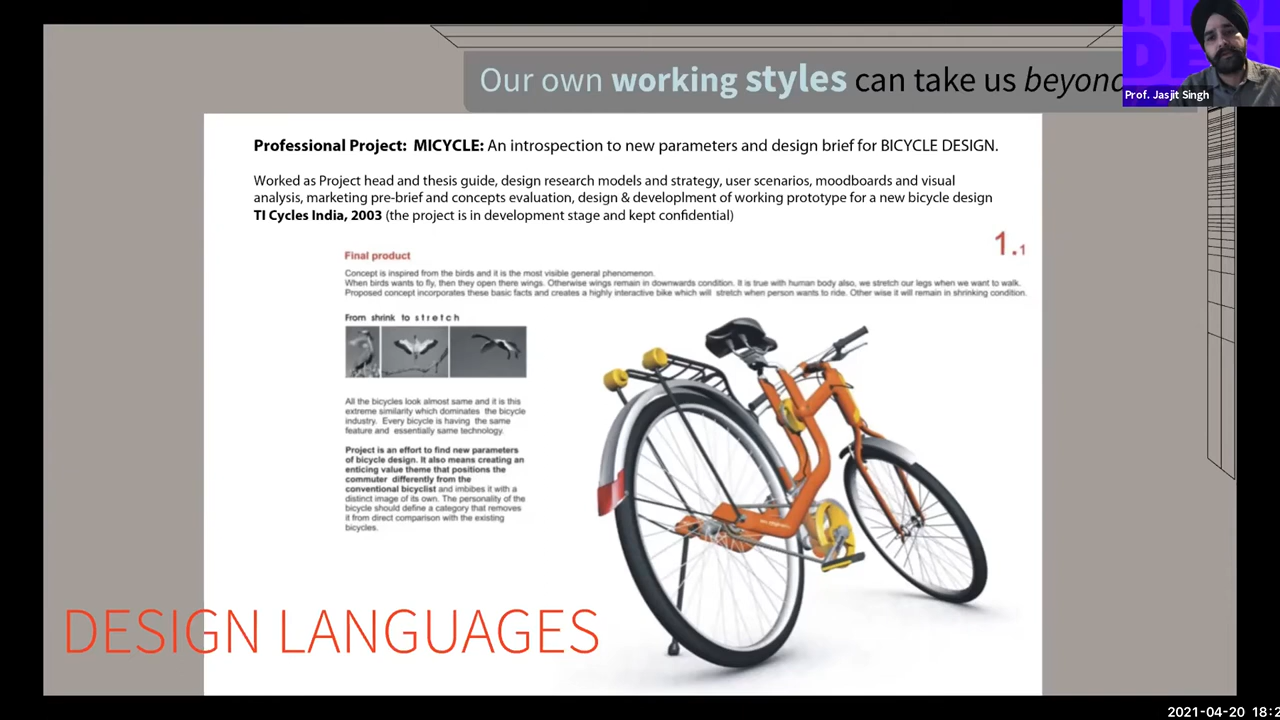 Our own working styles can take us beyond
Prof. Jasjit Singh
Professional Project: MICYCLE: An introspection to new parameters and design brief for BICYCLE DESIGN.
Worked as Project head and thesis guide, design research models and strategy, user scenarios, moodboards and visual
analysis, marketing pre-brief and concepts evaluation, design & developlment of working prototype for a new bicycle design
TI Cycles India, 2003 (the project is in development stage and kept confidential)
1.1
Final product
Concept is inspired from the birds and it is the most visible general phenomenon.
When birds wants to fly, then they open there wings. Otherwise wings remain in downwards condition. It is true with human body also, we stretch our legs when we want to walk.
Proposed concept incorporates these basic facts and creates a highly interactive bike which will stretch when person wants to ride. Other wise it will remain in shrinking condition.
From shrink to stretch
All the bicycles look almost same and it is this
extreme similarity which dominates the bicycle
industry. Every bicycle is having the same
feature and essentially same technology.
Project is an effort to find new parameters
of bicycle design. It also means creating an
enticing value theme that positions the
commuter differently from the
conventional bicyclist and imbibes it with a
distinct image of its own. The personality of the
bicycle should define a category that removes
it from direct comparison with the existing
bicycles.
DESIGN LANGUAGES
2021-04-20 18:2